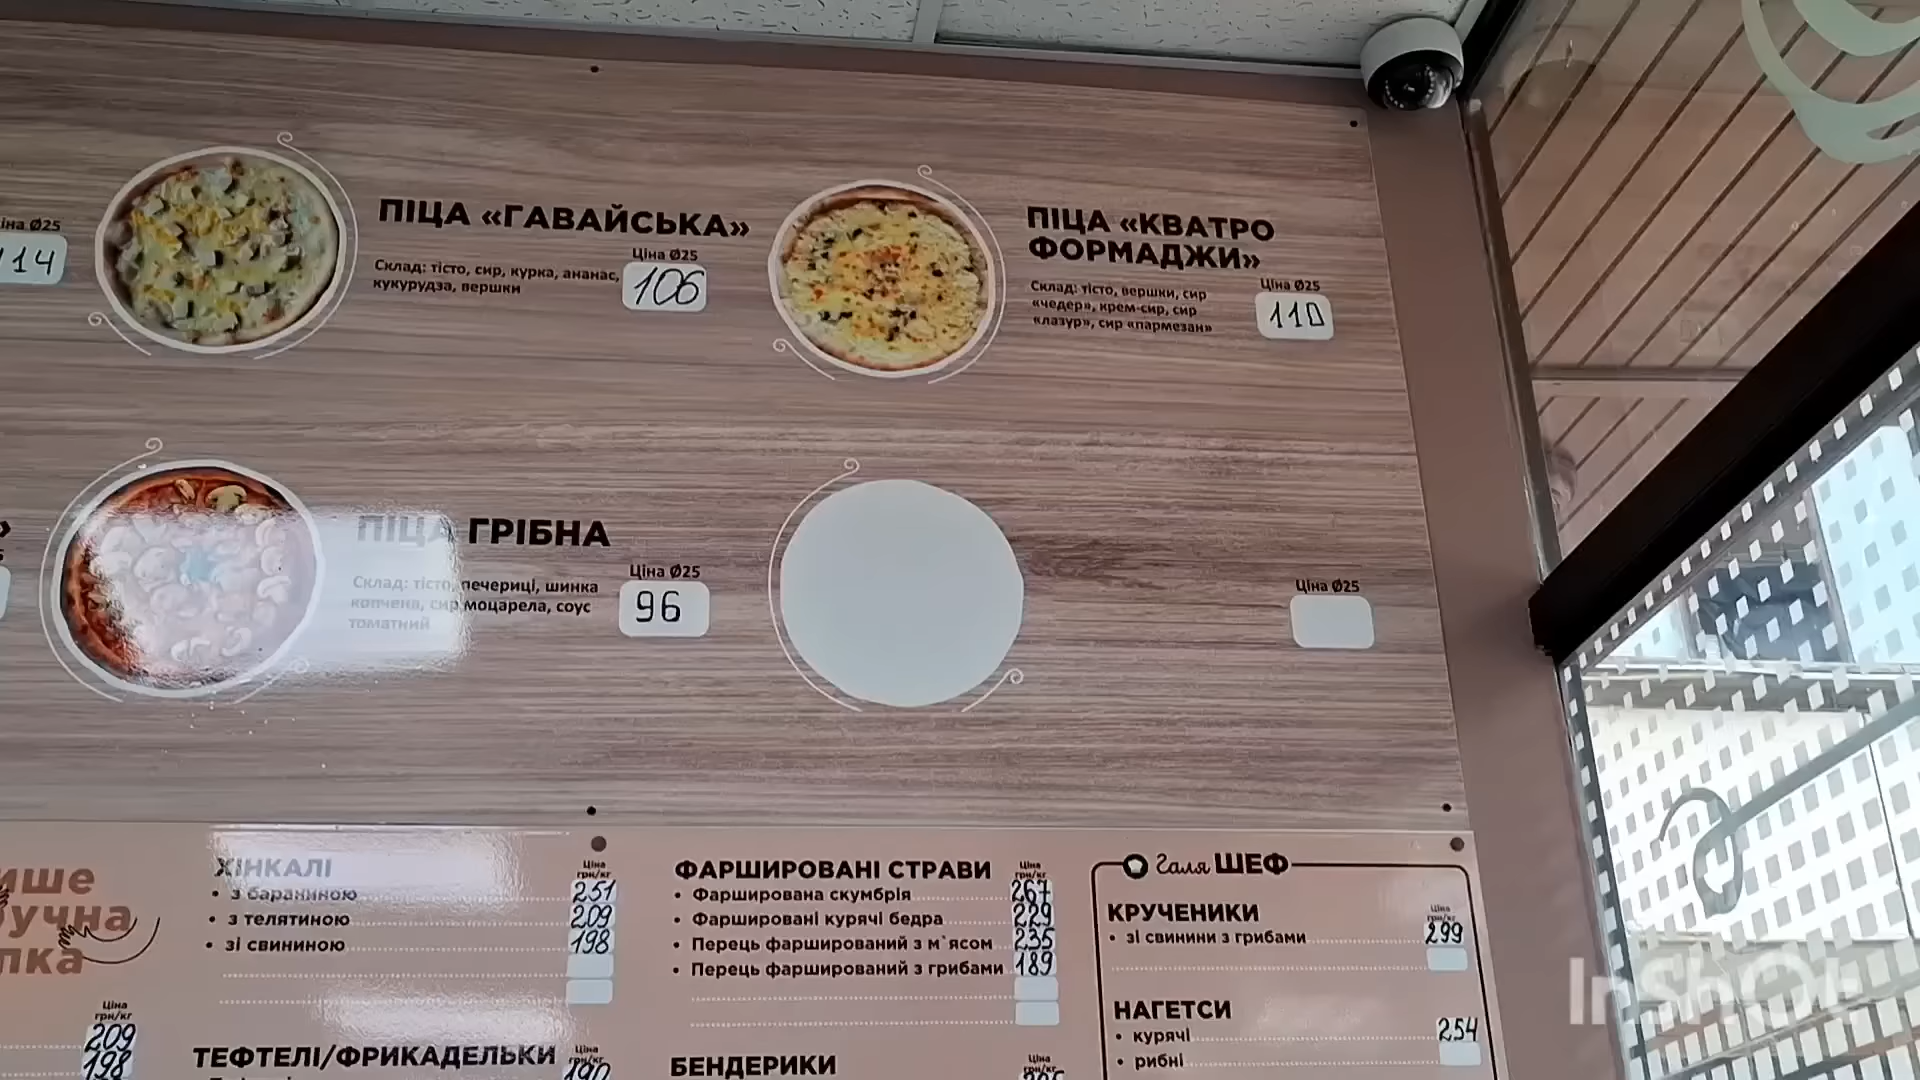 Ціна Ø25
114
ПІЦА «ГАВАЙСЬКА»
Ціна Ø25
Склад: тісто, сир, курка, ананас,
кукурудза, вершки
106
ПІЦА «КВАТРО
ФОРМАДЖИ»
Ціна Ø25
Склад: тісто, вершки, сир
«чедер», крем-сир, сир
«лазур», сир «пармезан»
110
ПІЦА ГРІБНА
Ціна Ø25
Склад: тісто, печериці, шинка
копчена, сир моцарела, соус
томатний
96
Ціна Ø25
ХІНКАЛІ
Ціна
грн/кг
• з бараниною 251
• з телятиною 209
• зі свининою 198
ФАРШИРОВАНІ СТРАВИ
Ціна
грн/кг
• Фарширована скумбрія 267
• Фаршировані курячі бедра 229
• Перець фарширований з м`ясом 235
• Перець фарширований з грибами 189
Галя ШЕФ
КРУЧЕНИКИ
Ціна
грн/кг
• зі свинини з грибами 299
НАГЕТСИ
• курячі 254
• рибні
Ціна
грн/кг
209
198
ТЕФТЕЛІ/ФРИКАДЕЛЬКИ
Ціна
грн/кг
190
БЕНДЕРИКИ
Ціна
грн/кг
InShOt